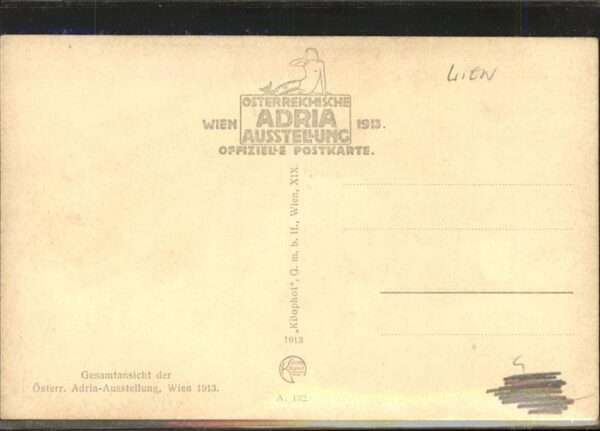 Wien
ÖSTERREICHISCHE
ADRIA
AUSSTELLUNG
WIEN 1913.
OFFIZIELLE POSTKARTE.
„Kilophot", G. m. b. H., Wien, XIX.
1913
Gesamtansicht der
Österr. Adria-Ausstellung, Wien 1913.
A. 132